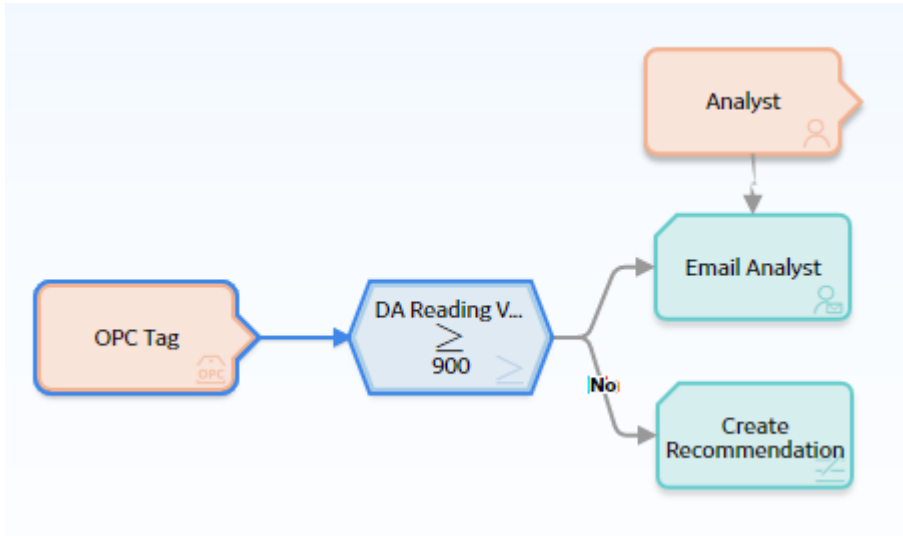 Analyst
Email Analyst
OPC Tag
OPC
DA Reading V...
≥
900
≥
No
Create
Recommendation